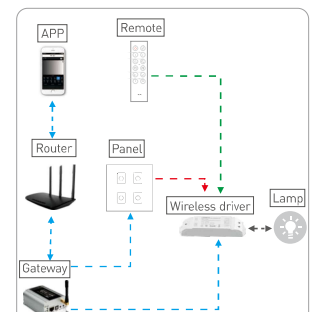 APP
Remote
Router
Panel
Wireless driver
Lamp
Gateway